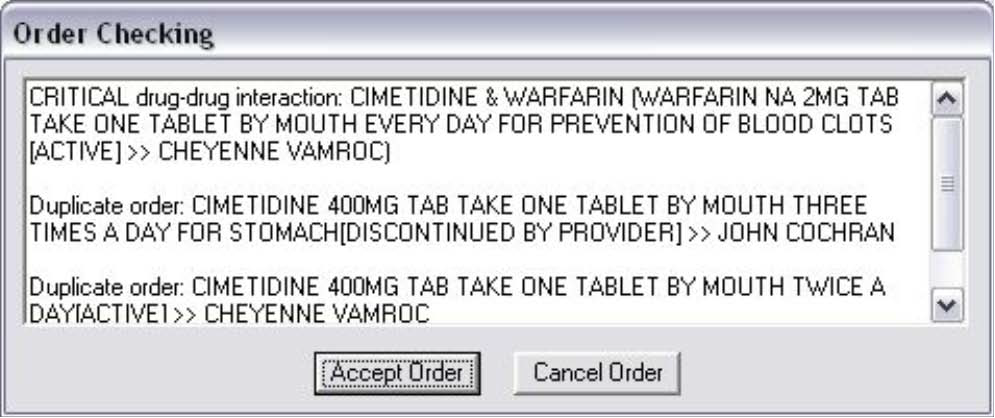 Order Checking
CRITICAL drug-drug interaction: CIMETIDINE & WARFARIN (WARFARIN NA 2MG TAB
TAKE ONE TABLET BY MOUTH EVERY DAY FOR PREVENTION OF BLOOD CLOTS
[ACTIVE] >> CHEYENNE VAMROC)
Duplicate order: CIMETIDINE 400MG TAB TAKE ONE TABLET BY MOUTH THREE
TIMES A DAY FOR STOMACH[DISCONTINUED BY PROVIDER] >> JOHN COCHRAN
Duplicate order: CIMETIDINE 400MG TAB TAKE ONE TABLET BY MOUTH TWICE A
DAY[ACTIVE] >> CHEYENNE VAMROC
Accept Order Cancel Order